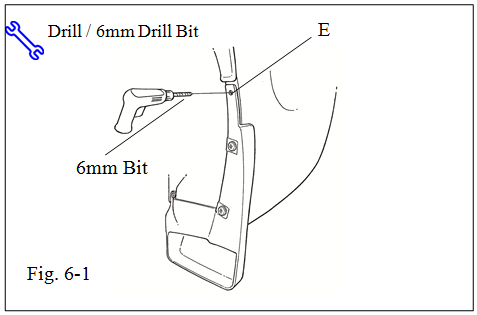 Drill / 6mm Drill Bit
E
6mm Bit
Fig. 6-1